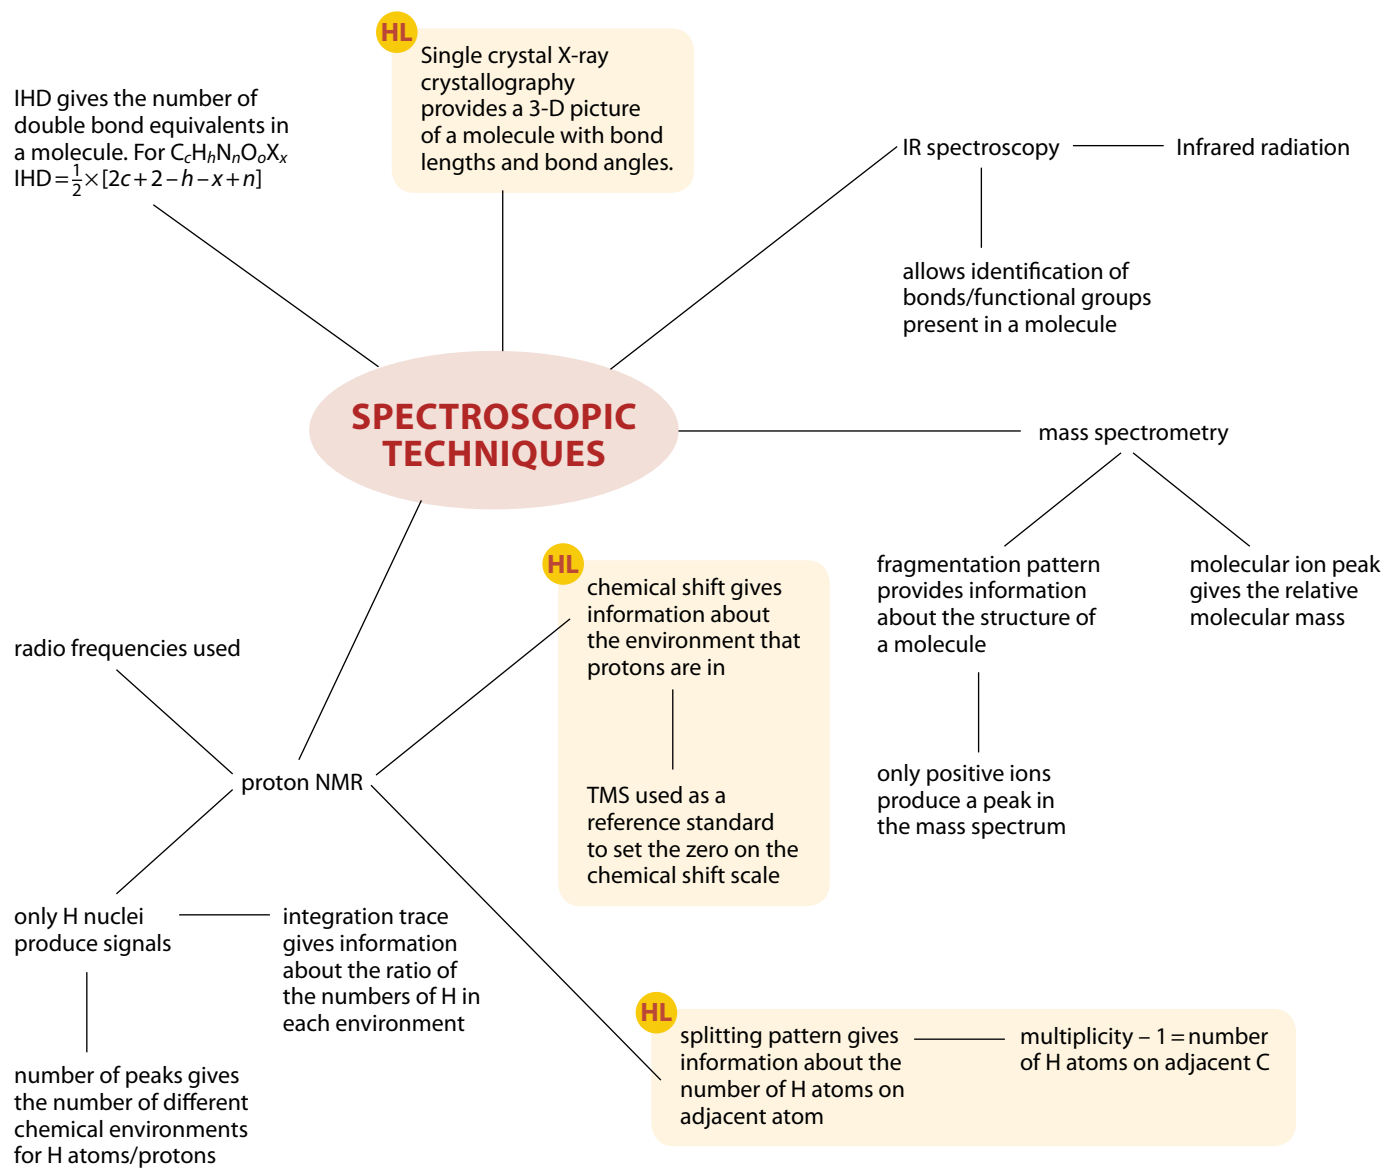 HL
Single crystal X-ray
crystallography
provides a 3-D picture
of a molecule with bond
lengths and bond angles.
IHD gives the number of
double bond equivalents in
a molecule. For CcHhNnOoXx
IHD = 1/2 × [2c + 2 – h – x + n]
IR spectroscopy
Infrared radiation
allows identification of
bonds/functional groups
present in a molecule
SPECTROSCOPIC
TECHNIQUES
mass spectrometry
fragmentation pattern
provides information
about the structure of
a molecule
molecular ion peak
gives the relative
molecular mass
only positive ions
produce a peak in
the mass spectrum
HL
chemical shift gives
information about
the environment that
protons are in
TMS used as a
reference standard
to set the zero on the
chemical shift scale
radio frequencies used
proton NMR
only H nuclei
produce signals
integration trace
gives information
about the ratio of
the numbers of H in
each environment
number of peaks gives
the number of different
chemical environments
for H atoms/protons
HL
splitting pattern gives
information about the
number of H atoms on
adjacent atom
multiplicity – 1 = number
of H atoms on adjacent C